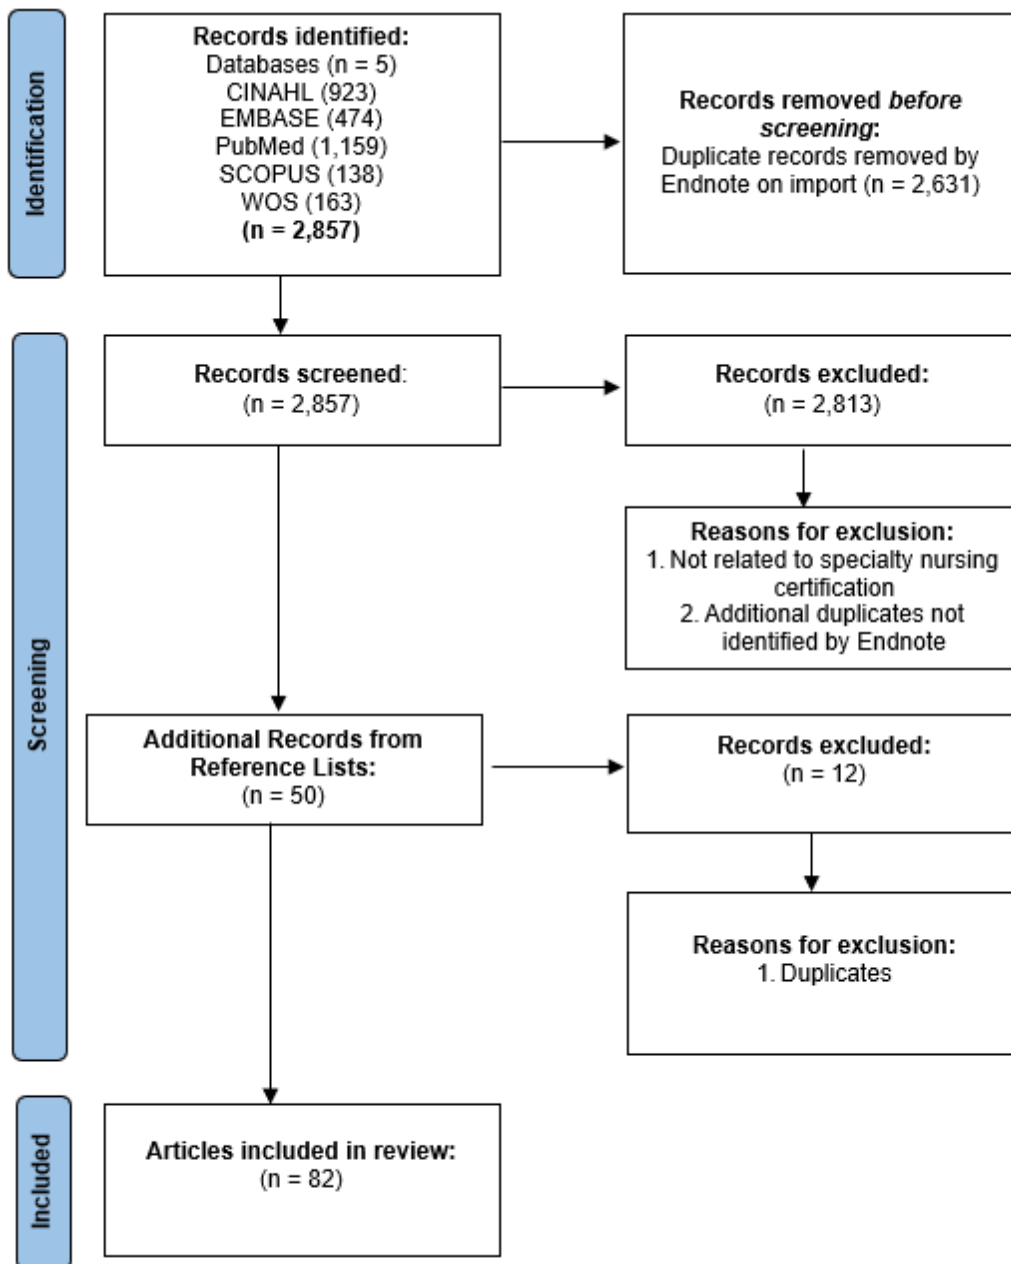 Identification
Records identified:
Databases (n = 5)
CINAHL (923)
EMBASE (474)
PubMed (1,159)
SCOPUS (138)
WOS (163)
(n = 2,857)
Records removed before
screening:
Duplicate records removed by
Endnote on import (n = 2,631)
Screening
Records screened:
(n = 2,857)
Records excluded:
(n = 2,813)
Reasons for exclusion:
1. Not related to specialty nursing
certification
2. Additional duplicates not
identified by Endnote
Additional Records from
Reference Lists:
(n = 50)
Records excluded:
(n = 12)
Reasons for exclusion:
1. Duplicates
Included
Articles included in review:
(n = 82)